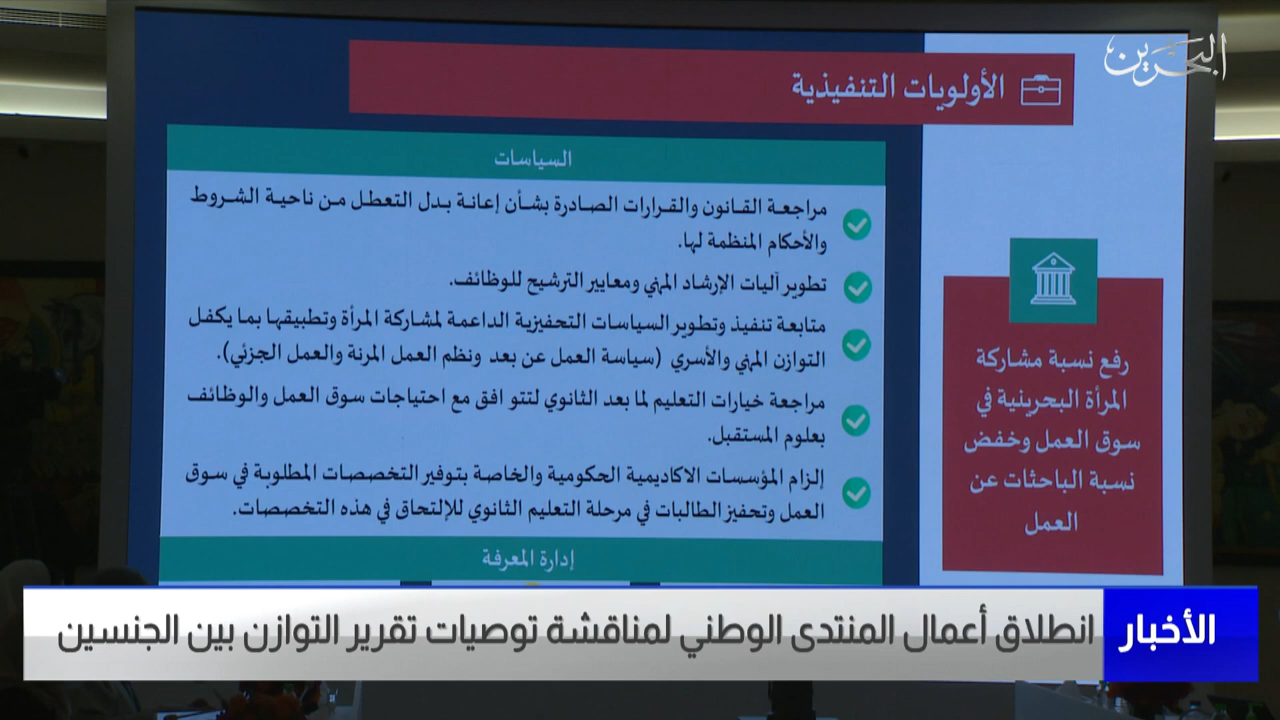 البحرين
الأولويات التنفيذية
السياسات
مراجعة القانون والقرارات الصادرة بشأن إعانة بدل التعطل من ناحية الشروط
والأحكام المنظمة لها.
تطوير آليات الإرشاد المهني ومعايير الترشيح للوظائف.
متابعة تنفيذ وتطوير السياسات التحفيزية الداعمة لمشاركة المرأة وتطبيقها بما يكفل
التوازن المهني والأسري (سياسة العمل عن بعد ونظم العمل المرنة والعمل الجزئي).
مراجعة خيارات التعليم لما بعد الثانوي لتتوافق مع احتياجات سوق العمل والوظائف
بعلوم المستقبل.
إلزام المؤسسات الاكاديمية الحكومية والخاصة بتوفير التخصصات المطلوبة في سوق
العمل وتحفيز الطالبات في مرحلة التعليم الثانوي للإلتحاق في هذه التخصصات.
إدارة المعرفة
رفع نسبة مشاركة
المرأة البحرينية في
سوق العمل وخفض
نسبة الباحثات عن
العمل
الأخبار
انطلاق أعمال المنتدى الوطني لمناقشة توصيات تقرير التوازن بين الجنسين